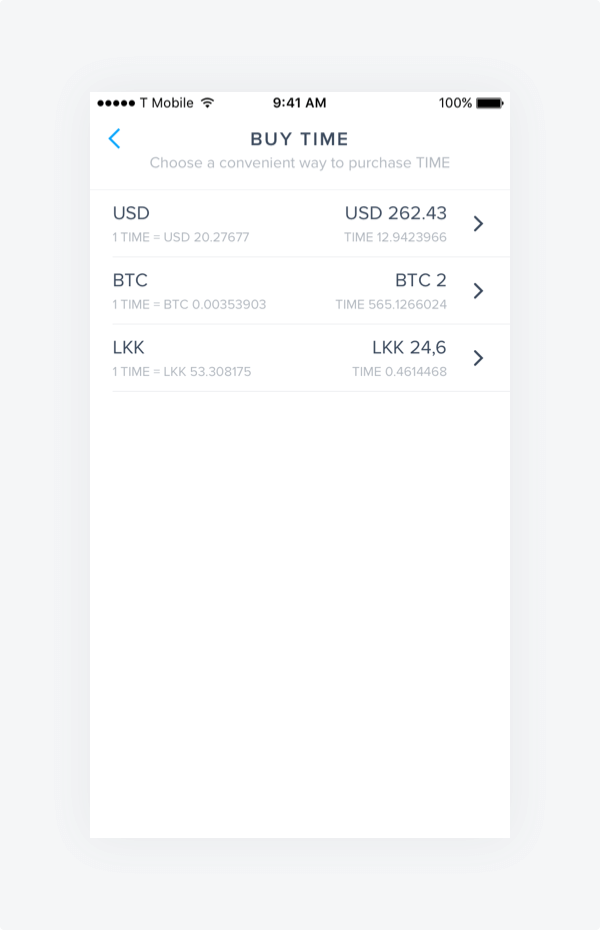 T Mobile 9:41 AM 100%
BUY TIME
Choose a convenient way to purchase TIME
USD USD 262.43
1 TIME = USD 20.27677 TIME 12.9423966
BTC BTC 2
1 TIME = BTC 0.00353903 TIME 565.1266024
LKK LKK 24,6
1 TIME = LKK 53.308175 TIME 0.4614468